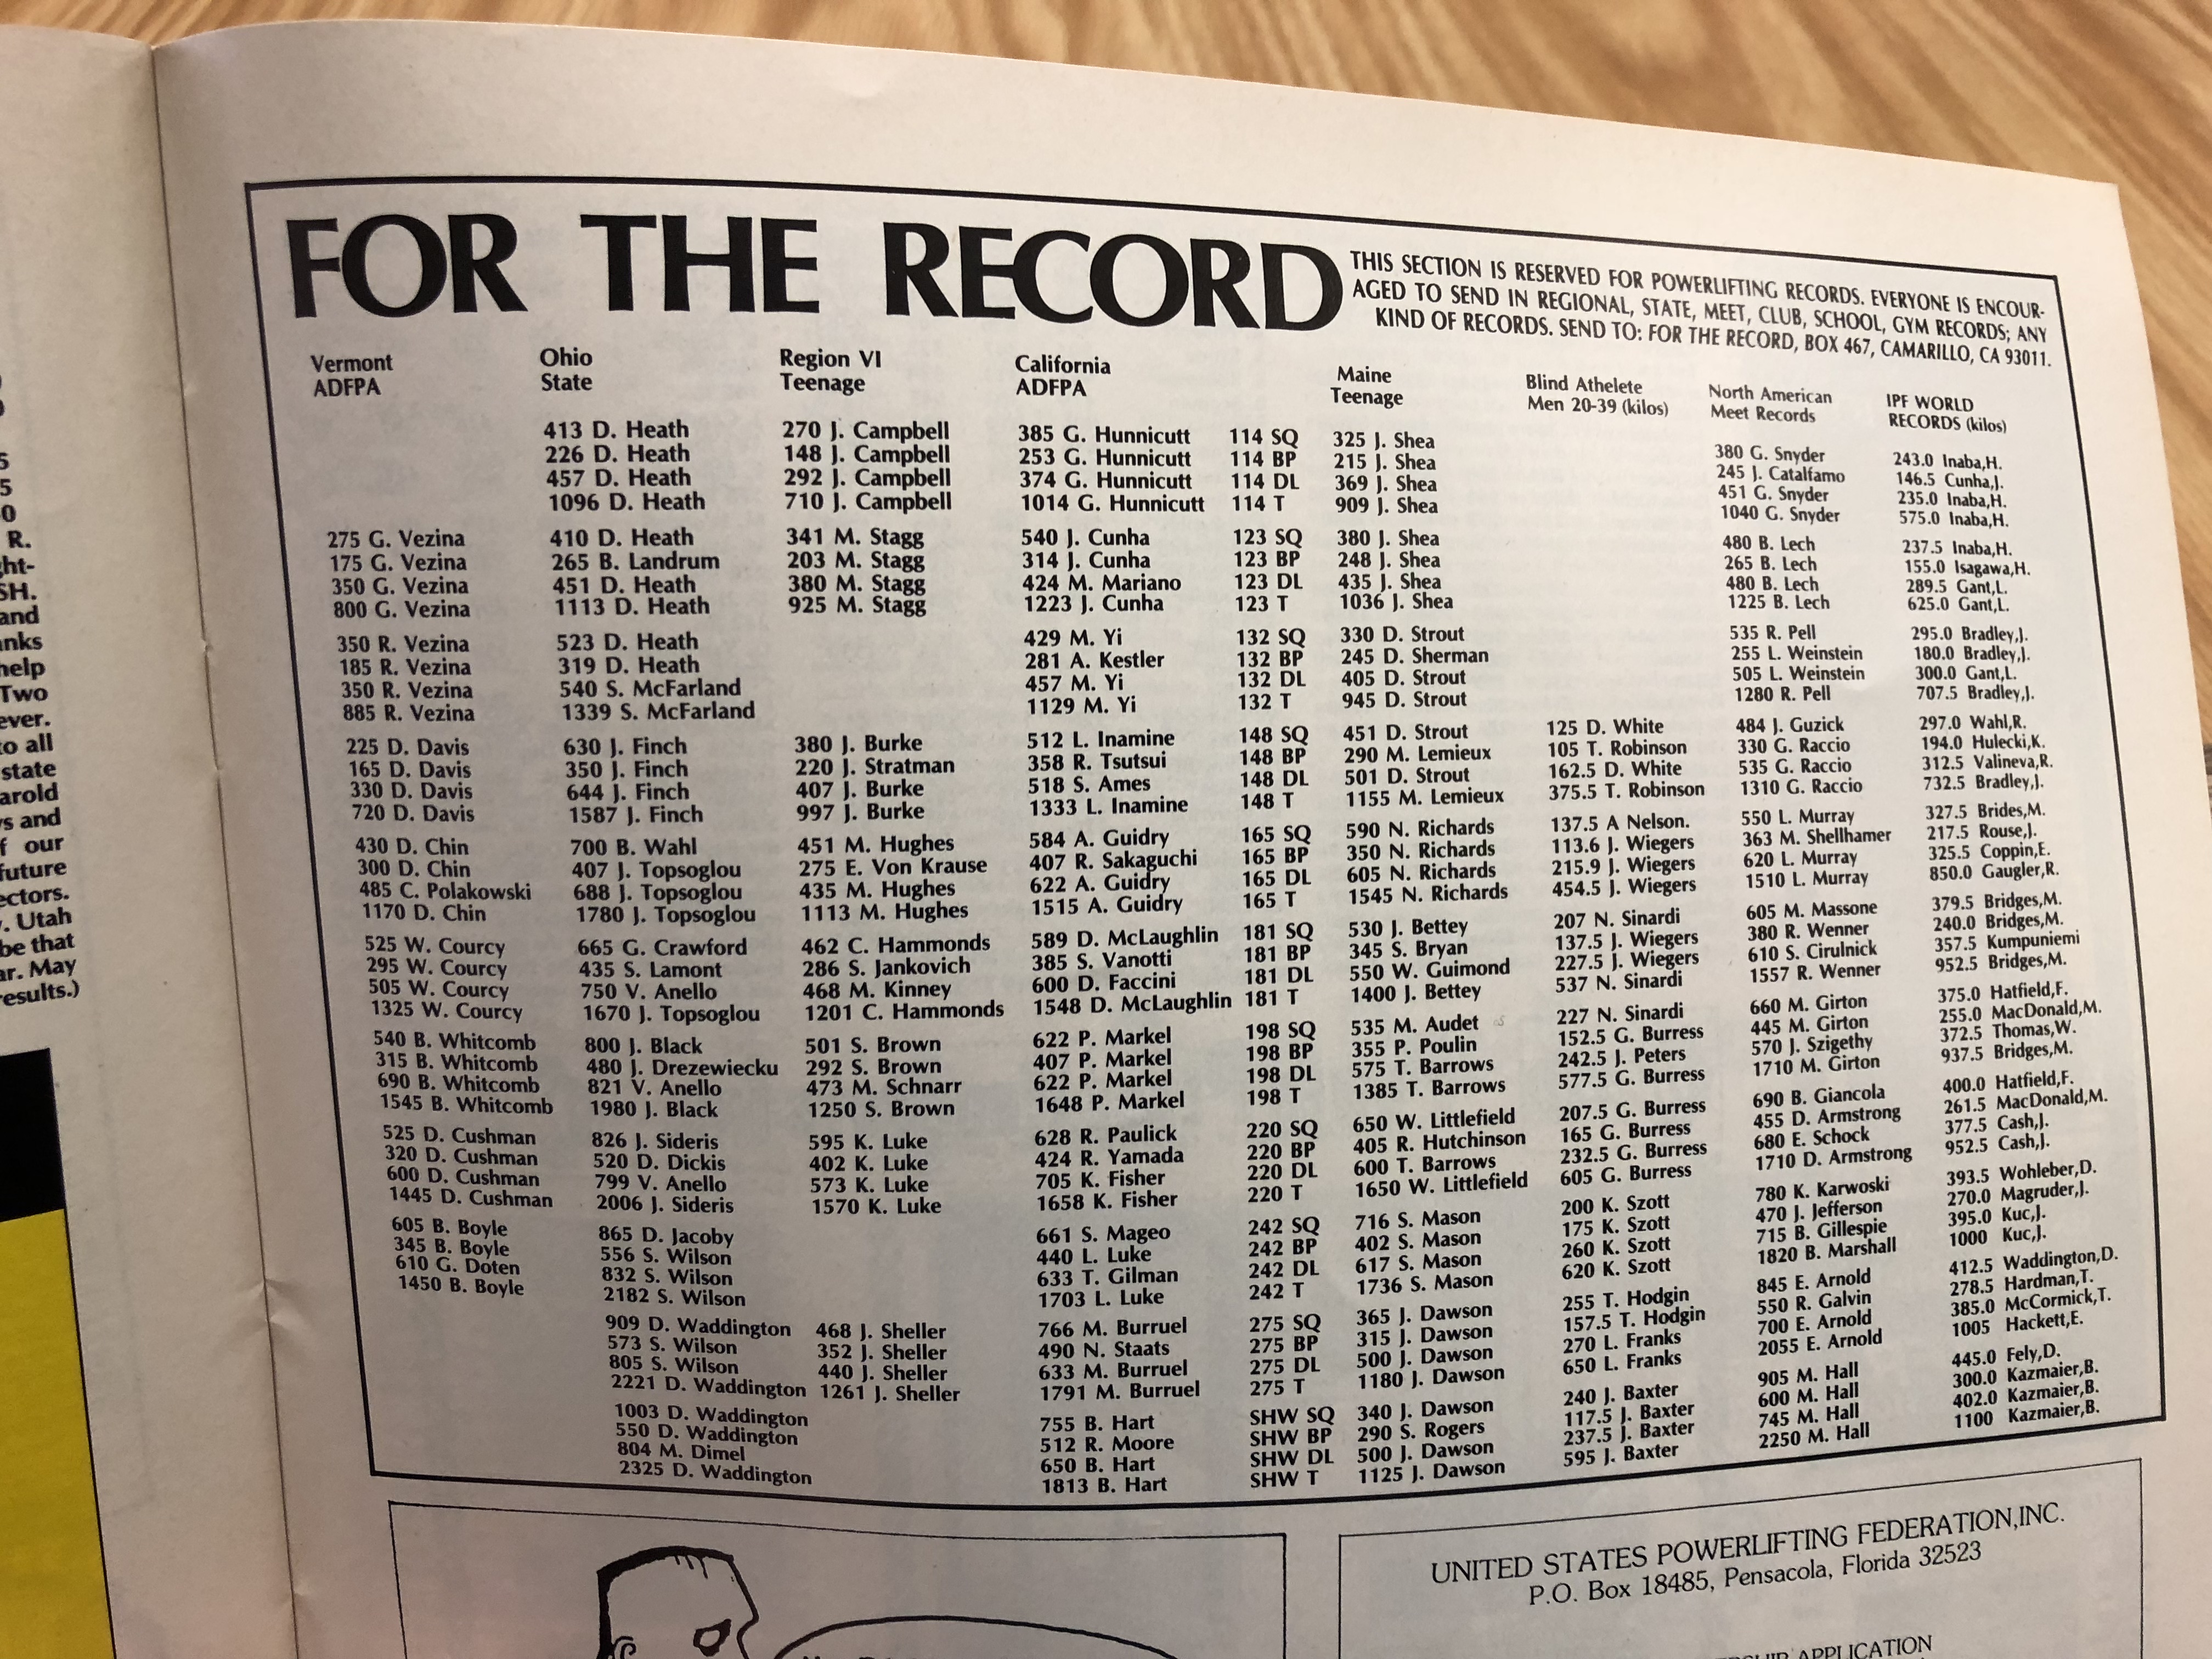 R.
ght-
SH.
and
anks
help
Two
ever.
to all
state
arold
ys and
f our
future
ectors.
. Utah
be that
ar. May
results.)
FOR THE RECORD
THIS SECTION IS RESERVED FOR POWERLIFTING RECORDS. EVERYONE IS ENCOUR-
AGED TO SEND IN REGIONAL, STATE, MEET, CLUB, SCHOOL, GYM RECORDS; ANY
KIND OF RECORDS. SEND TO: FOR THE RECORD, BOX 467, CAMARILLO, CA 93011.
Vermont Ohio Region VI California Maine Blind Athelete North American IPF WORLD
ADFPA State Teenage ADFPA Teenage Men 20-39 (kilos) Meet Records RECORDS (kilos)
413 D. Heath 270 J. Campbell 385 G. Hunnicutt 114 SQ 325 J. Shea 380 G. Snyder 243.0 Inaba,H.
226 D. Heath 148 J. Campbell 253 G. Hunnicutt 114 BP 215 J. Shea 245 J. Catalfamo 146.5 Cunha,J.
457 D. Heath 292 J. Campbell 374 G. Hunnicutt 114 DL 369 J. Shea 451 G. Snyder 235.0 Inaba,H.
1096 D. Heath 710 J. Campbell 1014 G. Hunnicutt 114 T 909 J. Shea 1040 G. Snyder 575.0 Inaba,H.
275 G. Vezina 410 D. Heath 341 M. Stagg 540 J. Cunha 123 SQ 380 J. Shea 480 B. Lech 237.5 Inaba,H.
175 G. Vezina 265 B. Landrum 203 M. Stagg 314 J. Cunha 123 BP 248 J. Shea 265 B. Lech 155.0 Isagawa,H.
350 G. Vezina 451 D. Heath 380 M. Stagg 424 M. Mariano 123 DL 435 J. Shea 480 B. Lech 289.5 Gant,L.
800 G. Vezina 1113 D. Heath 925 M. Stagg 1223 J. Cunha 123 T 1036 J. Shea 1225 B. Lech 625.0 Gant,L.
350 R. Vezina 523 D. Heath 429 M. Yi 132 SQ 330 D. Strout 535 R. Pell 295.0 Bradley,J.
185 R. Vezina 319 D. Heath 281 A. Kestler 132 BP 245 D. Sherman 255 L. Weinstein 180.0 Bradley,J.
350 R. Vezina 540 S. McFarland 457 M. Yi 132 DL 405 D. Strout 505 L. Weinstein 300.0 Gant,L.
885 R. Vezina 1339 S. McFarland 1129 M. Yi 132 T 945 D. Strout 1280 R. Pell 707.5 Bradley,J.
225 D. Davis 630 J. Finch 380 J. Burke 512 L. Inamine 148 SQ 451 D. Strout 125 D. White 484 J. Guzick 297.0 Wahl,R.
165 D. Davis 350 J. Finch 220 J. Stratman 358 R. Tsutsui 148 BP 290 M. Lemieux 105 T. Robinson 330 G. Raccio 194.0 Hulecki,K.
330 D. Davis 644 J. Finch 407 J. Burke 518 S. Ames 148 DL 501 D. Strout 162.5 D. White 535 G. Raccio 312.5 Valineva,R.
720 D. Davis 1587 J. Finch 997 J. Burke 1333 L. Inamine 148 T 1155 M. Lemieux 375.5 T. Robinson 1310 G. Raccio 732.5 Bradley,J.
430 D. Chin 700 B. Wahl 451 M. Hughes 584 A. Guidry 165 SQ 590 N. Richards 137.5 A Nelson. 550 L. Murray 327.5 Brides,M.
300 D. Chin 407 J. Topsoglou 275 E. Von Krause 407 R. Sakaguchi 165 BP 350 N. Richards 113.6 J. Wiegers 363 M. Shellhamer 217.5 Rouse,J.
485 C. Polakowski 688 J. Topsoglou 435 M. Hughes 622 A. Guidry 165 DL 605 N. Richards 215.9 J. Wiegers 620 L. Murray 325.5 Coppin,E.
1170 D. Chin 1780 J. Topsoglou 1113 M. Hughes 1515 A. Guidry 165 T 1545 N. Richards 454.5 J. Wiegers 1510 L. Murray 850.0 Gaugler,R.
525 W. Courcy 665 G. Crawford 462 C. Hammonds 589 D. McLaughlin 181 SQ 530 J. Bettey 207 N. Sinardi 605 M. Massone 379.5 Bridges,M.
295 W. Courcy 435 S. Lamont 286 S. Jankovich 385 S. Vanotti 181 BP 345 S. Bryan 137.5 J. Wiegers 380 R. Wenner 240.0 Bridges,M.
505 W. Courcy 750 V. Anello 468 M. Kinney 600 D. Faccini 181 DL 550 W. Guimond 227.5 J. Wiegers 610 S. Cirulnick 357.5 Kumpuniemi
1325 W. Courcy 1670 J. Topsoglou 1201 C. Hammonds 1548 D. McLaughlin 181 T 1400 J. Bettey 537 N. Sinardi 1557 R. Wenner 952.5 Bridges,M.
540 B. Whitcomb 800 J. Black 501 S. Brown 622 P. Markel 198 SQ 535 M. Audet 227 N. Sinardi 660 M. Girton 375.0 Hatfield,F.
315 B. Whitcomb 480 J. Drezewiecku 292 S. Brown 407 P. Markel 198 BP 355 P. Poulin 152.5 G. Burress 445 M. Girton 255.0 MacDonald,M.
690 B. Whitcomb 821 V. Anello 473 M. Schnarr 622 P. Markel 198 DL 575 T. Barrows 242.5 J. Peters 570 J. Szigethy 372.5 Thomas,W.
1545 B. Whitcomb 1980 J. Black 1250 S. Brown 1648 P. Markel 198 T 1385 T. Barrows 577.5 G. Burress 1710 M. Girton 937.5 Bridges,M.
525 D. Cushman 826 J. Sideris 595 K. Luke 628 R. Paulick 220 SQ 650 W. Littlefield 207.5 G. Burress 690 B. Giancola 400.0 Hatfield,F.
320 D. Cushman 520 D. Dickis 402 K. Luke 424 R. Yamada 220 BP 405 R. Hutchinson 165 G. Burress 455 D. Armstrong 261.5 MacDonald,M.
600 D. Cushman 799 V. Anello 573 K. Luke 705 K. Fisher 220 DL 600 T. Barrows 232.5 G. Burress 680 E. Schock 377.5 Cash,J.
1445 D. Cushman 2006 J. Sideris 1570 K. Luke 1658 K. Fisher 220 T 1650 W. Littlefield 605 G. Burress 1710 D. Armstrong 952.5 Cash,J.
605 B. Boyle 865 D. Jacoby 661 S. Mageo 242 SQ 716 S. Mason 200 K. Szott 780 K. Karwoski 393.5 Wohleber,D.
345 B. Boyle 556 S. Wilson 440 L. Luke 242 BP 402 S. Mason 175 K. Szott 470 J. Jefferson 270.0 Magruder,J.
610 G. Doten 832 S. Wilson 633 T. Gilman 242 DL 617 S. Mason 260 K. Szott 715 B. Gillespie 395.0 Kuc,J.
1450 B. Boyle 2182 S. Wilson 1703 L. Luke 242 T 1736 S. Mason 620 K. Szott 1820 B. Marshall 1000 Kuc,J.
909 D. Waddington 468 J. Sheller 766 M. Burruel 275 SQ 365 J. Dawson 255 T. Hodgin 845 E. Arnold 412.5 Waddington,D.
573 S. Wilson 352 J. Sheller 490 N. Staats 275 BP 315 J. Dawson 157.5 T. Hodgin 550 R. Galvin 278.5 Hardman,T.
805 S. Wilson 440 J. Sheller 633 M. Burruel 275 DL 500 J. Dawson 270 L. Franks 700 E. Arnold 385.0 McCormick,T.
2221 D. Waddington 1261 J. Sheller 1791 M. Burruel 275 T 1180 J. Dawson 650 L. Franks 2055 E. Arnold 1005 Hackett,E.
1003 D. Waddington 755 B. Hart SHW SQ 340 J. Dawson 240 J. Baxter 905 M. Hall 445.0 Fely,D.
550 D. Waddington 512 R. Moore SHW BP 290 S. Rogers 117.5 J. Baxter 600 M. Hall 300.0 Kazmaier,B.
804 M. Dimel 650 B. Hart SHW DL 500 J. Dawson 237.5 J. Baxter 745 M. Hall 402.0 Kazmaier,B.
2325 D. Waddington 1813 B. Hart SHW T 1125 J. Dawson 595 J. Baxter 2250 M. Hall 1100 Kazmaier,B.
UNITED STATES POWERLIFTING FEDERATION,INC.
P.O. Box 18485, Pensacola, Florida 32523
APPLICATION